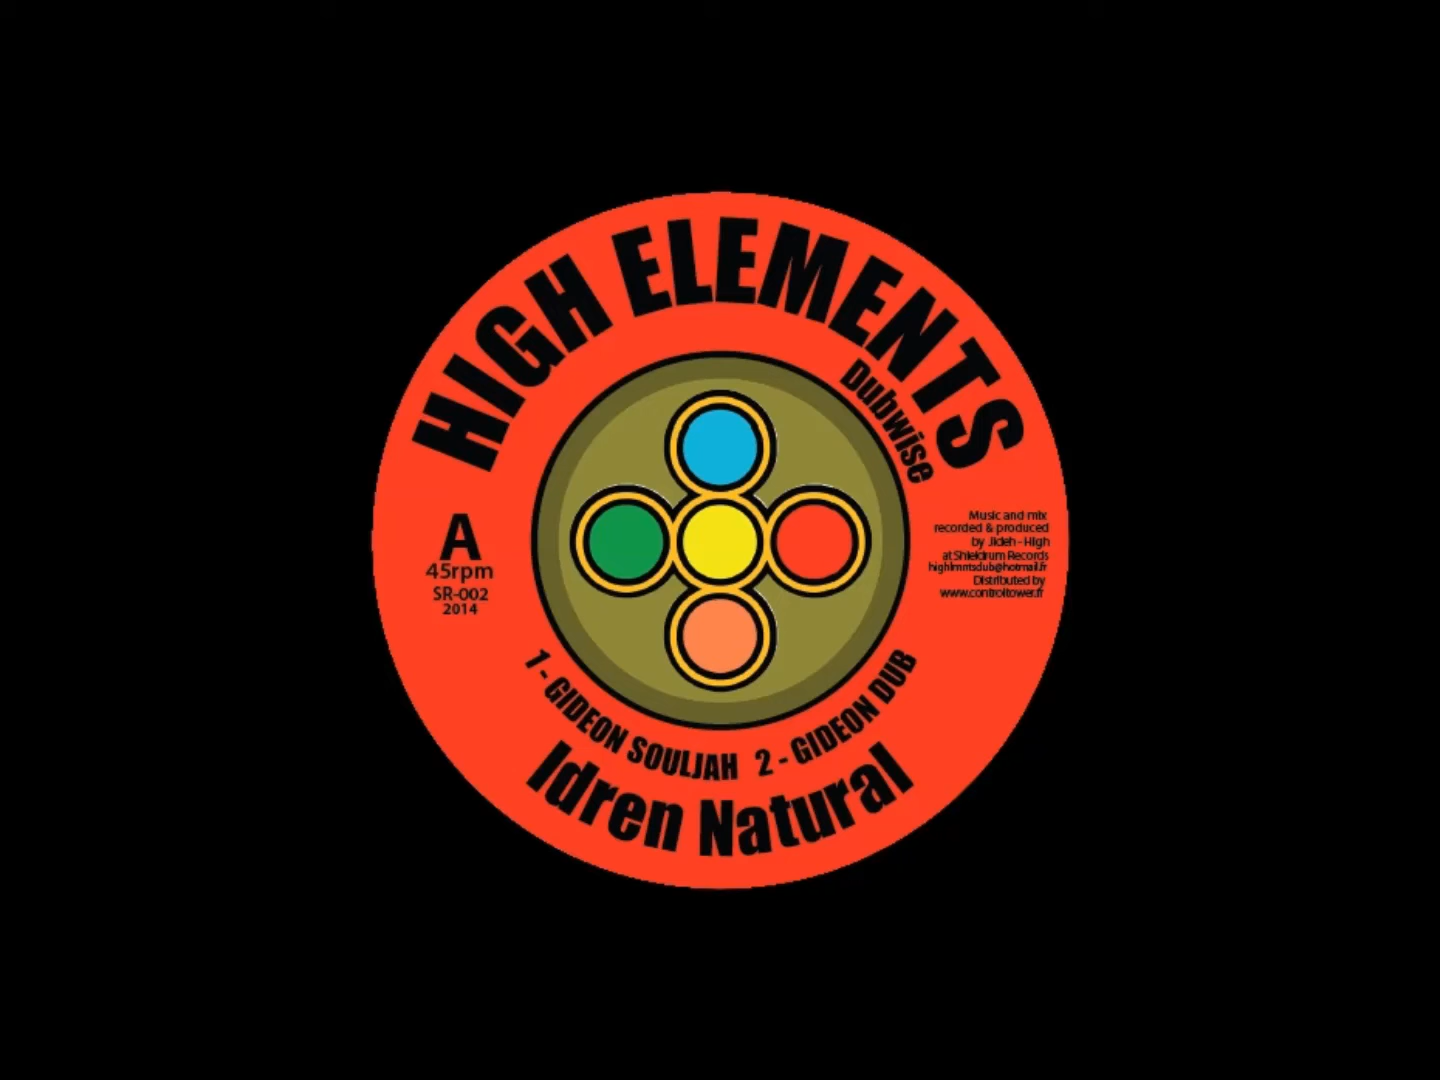 HIGH ELEMENTS
Dubwise
A
45rpm
SR-002
2014
Music and mix
recorded & produced
by Jideh - High
at Shieldrum Records
highlmntsdub@hotmail.fr
Distributed by
www.controltower.fr
1 - GIDEON SOULJAH 2 - GIDEON DUB
Idren Natural